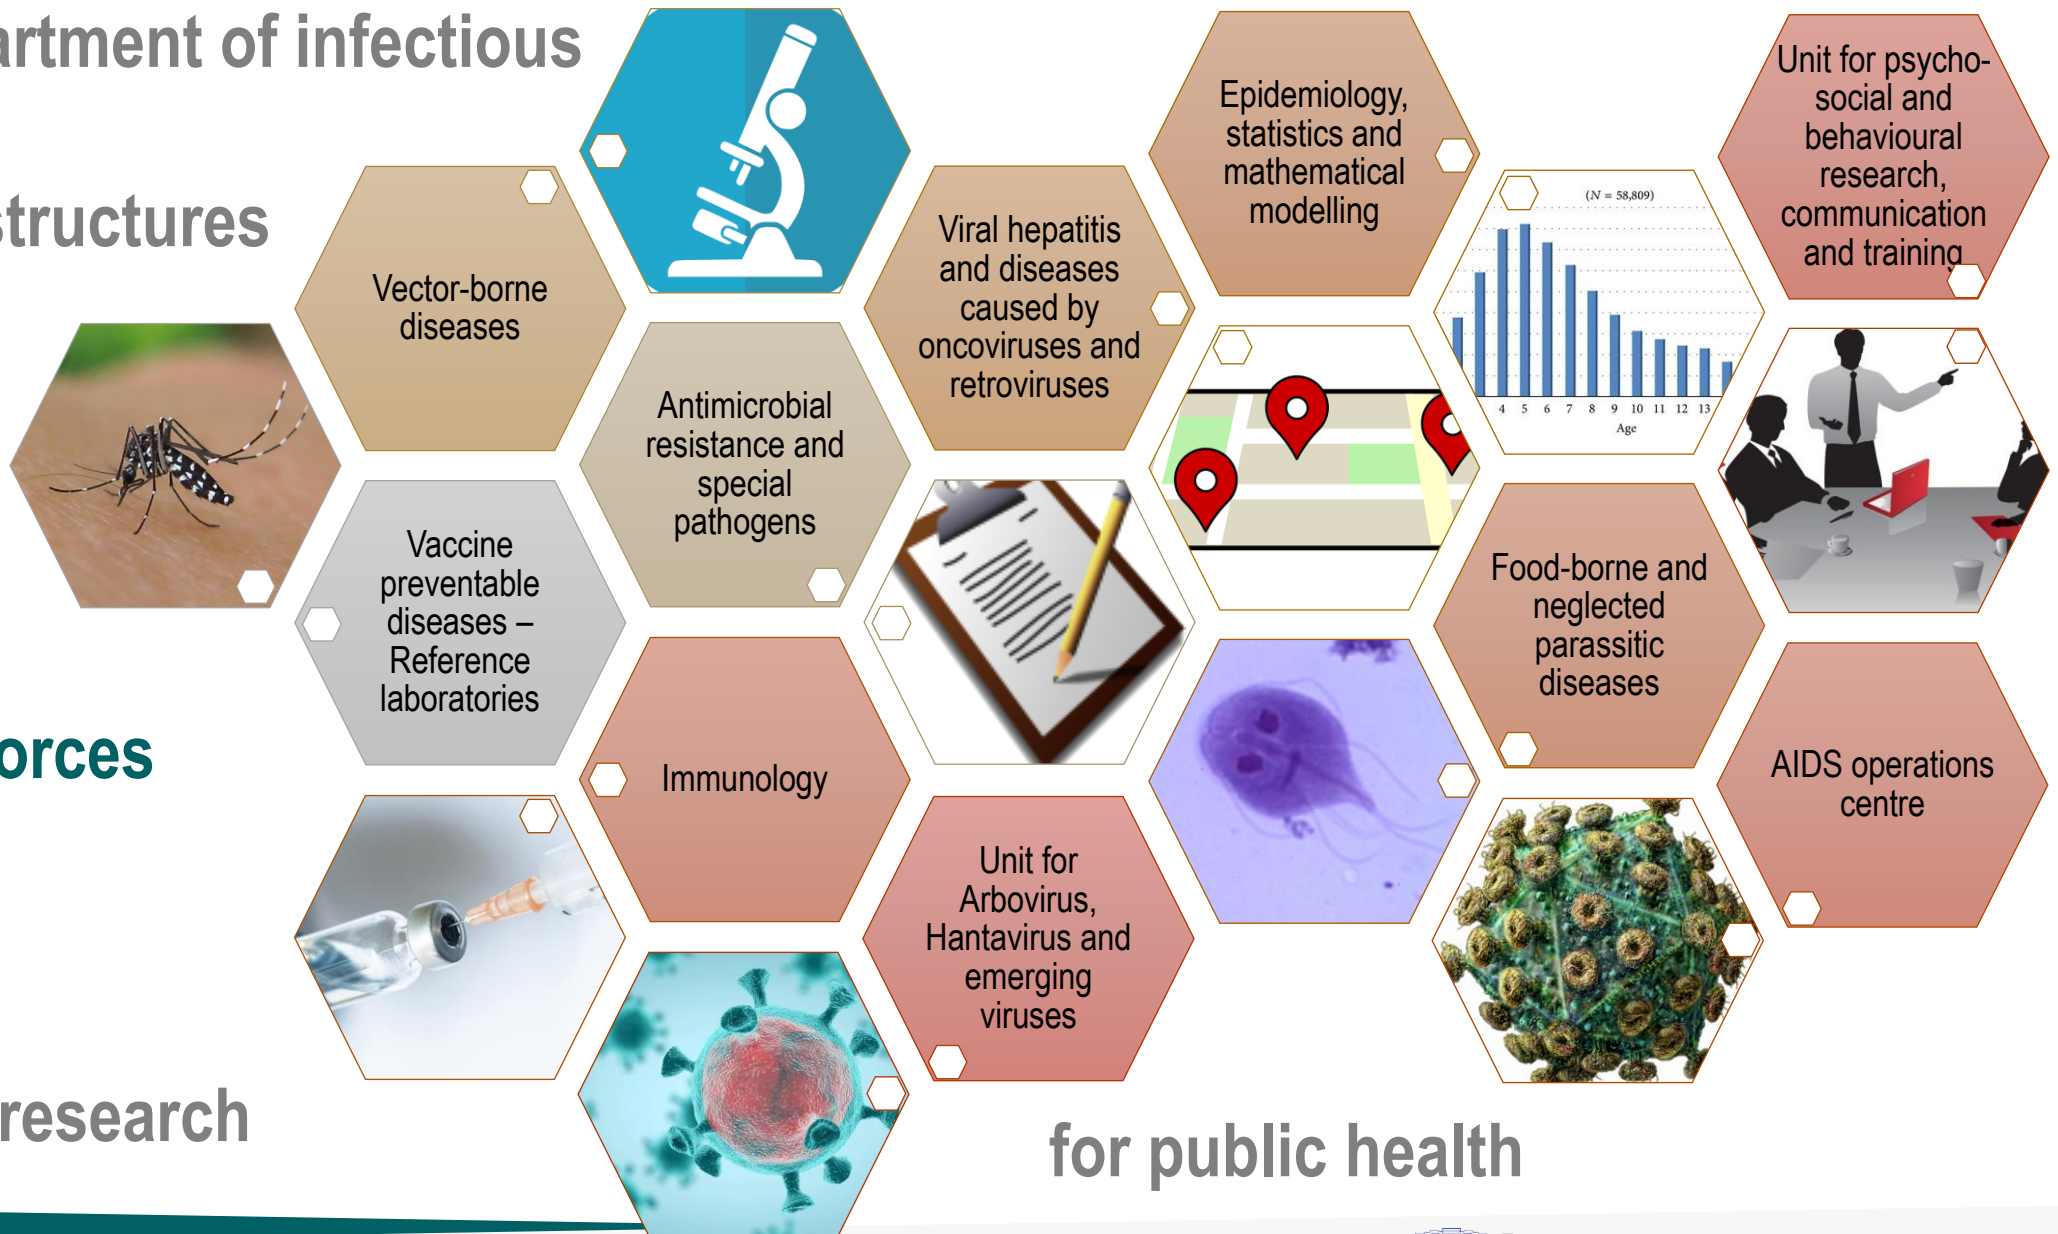 artment of infectious
structures
orces
research
for public health
Vector-borne
diseases
Vaccine
preventable
diseases –
Reference
laboratories
Antimicrobial
resistance and
special
pathogens
Immunology
Viral hepatitis
and diseases
caused by
oncoviruses and
retroviruses
Unit for
Arbovirus,
Hantavirus and
emerging
viruses
Epidemiology,
statistics and
mathematical
modelling
(N = 58,809)
4 5 6 7 8 9 10 11 12 13
Age
Food-borne and
neglected
parassitic
diseases
Unit for psycho-
social and
behavioural
research,
communication
and training
AIDS operations
centre